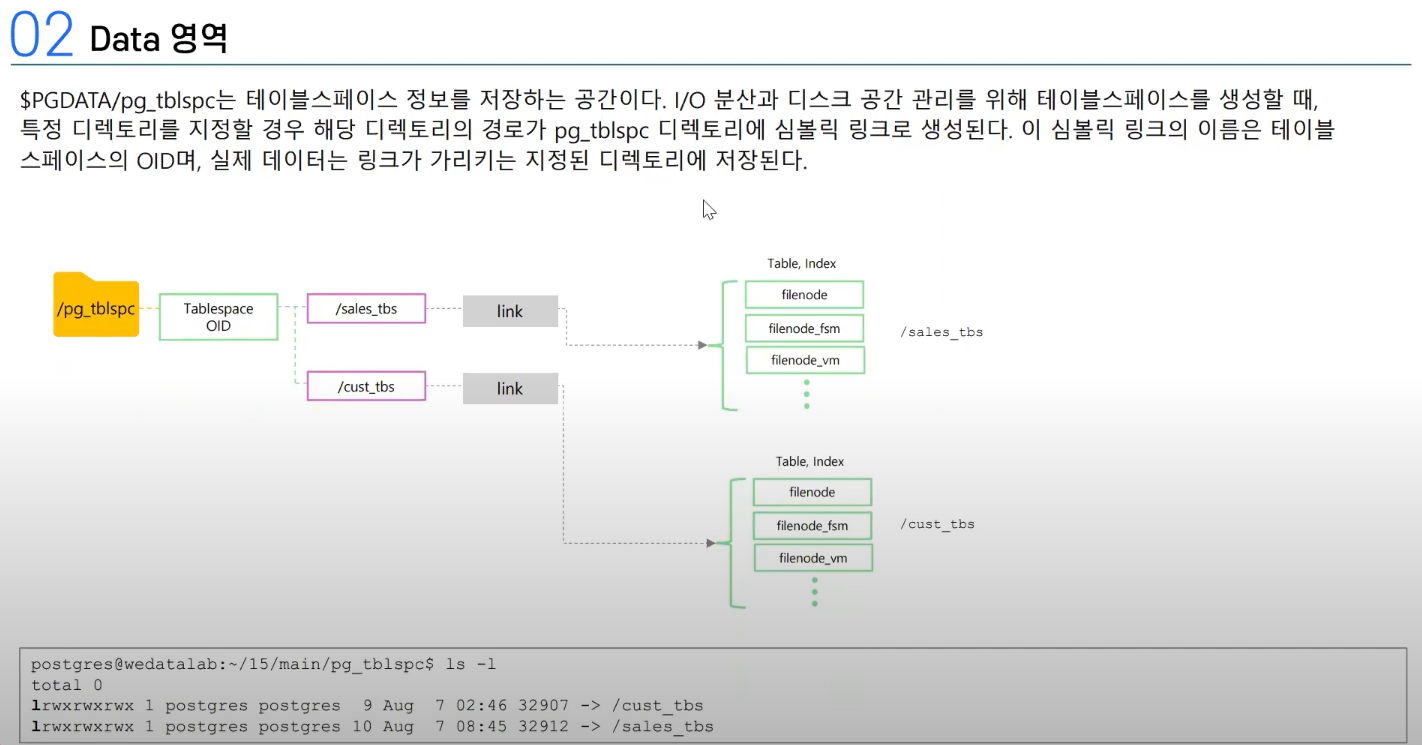 02 Data 영역
$PGDATA/pg_tblspc는 테이블스페이스 정보를 저장하는 공간이다. I/O 분산과 디스크 공간 관리를 위해 테이블스페이스를 생성할 때,
특정 디렉토리를 지정할 경우 해당 디렉토리의 경로가 pg_tblspc 디렉토리에 심볼릭 링크로 생성된다. 이 심볼릭 링크의 이름은 테이블
스페이스의 OID며, 실제 데이터는 링크가 가리키는 지정된 디렉토리에 저장된다.
/pg_tblspc
Tablespace
OID
/sales_tbs
link
/cust_tbs
link
Table, Index
filenode
filenode_fsm
filenode_vm
/sales_tbs
Table, Index
filenode
filenode_fsm
filenode_vm
/cust_tbs
postgres@wedatalab:~/15/main/pg_tblspc$ ls -l
total 0
lrwxrwxrwx 1 postgres postgres  9 Aug  7 02:46 32907 -> /cust_tbs
lrwxrwxrwx 1 postgres postgres 10 Aug  7 08:45 32912 -> /sales_tbs